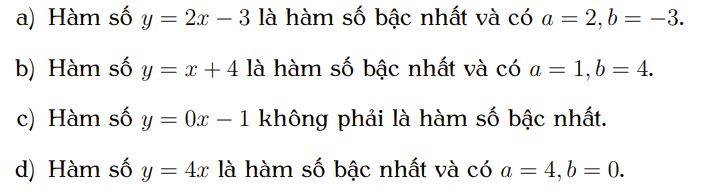 a) Hàm số y = 2x − 3 là hàm số bậc nhất và có a = 2, b = −3.
b) Hàm số y = x + 4 là hàm số bậc nhất và có a = 1, b = 4.
c) Hàm số y = 0x − 1 không phải là hàm số bậc nhất.
d) Hàm số y = 4x là hàm số bậc nhất và có a = 4, b = 0.